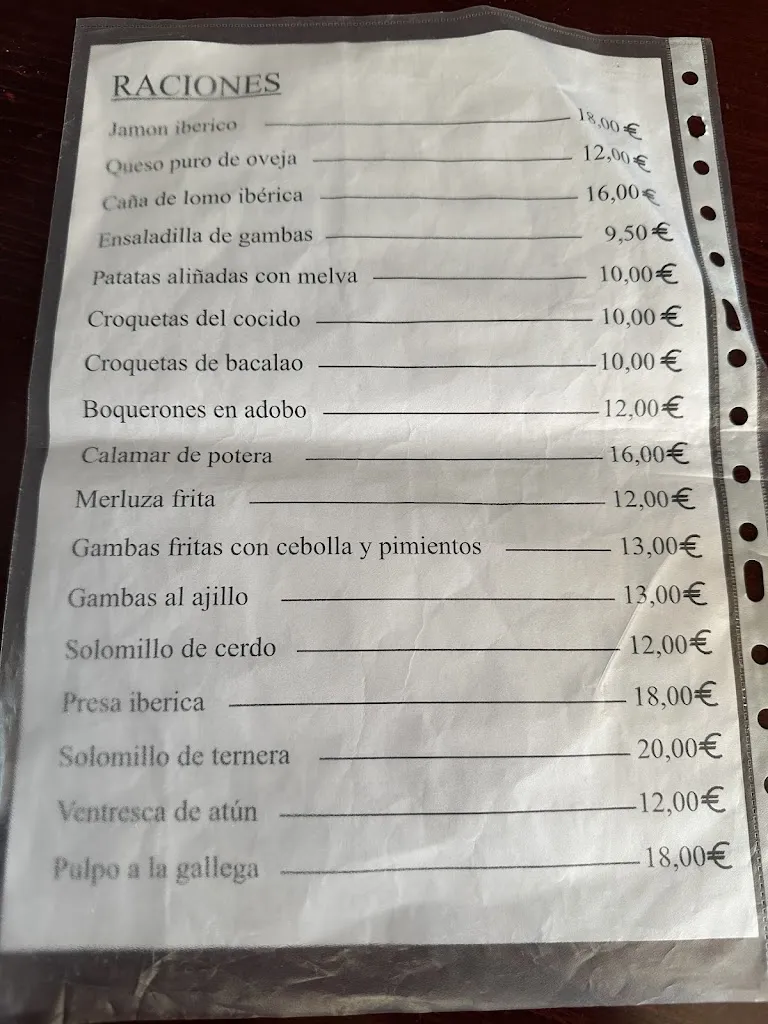 RACIONES
Jamon iberico 18,00€
Queso puro de oveja 12,00€
Caña de lomo ibérica 16,00€
Ensaladilla de gambas 9,50€
Patatas aliñadas con melva 10,00€
Croquetas del cocido 10,00€
Croquetas de bacalao 10,00€
Boquerones en adobo 12,00€
Calamar de potera 16,00€
Merluza frita 12,00€
Gambas fritas con cebolla y pimientos 13,00€
Gambas al ajillo 13,00€
Solomillo de cerdo 12,00€
Presa iberica 18,00€
Solomillo de ternera 20,00€
Ventresca de atún 12,00€
Pulpo a la gallega 18,00€